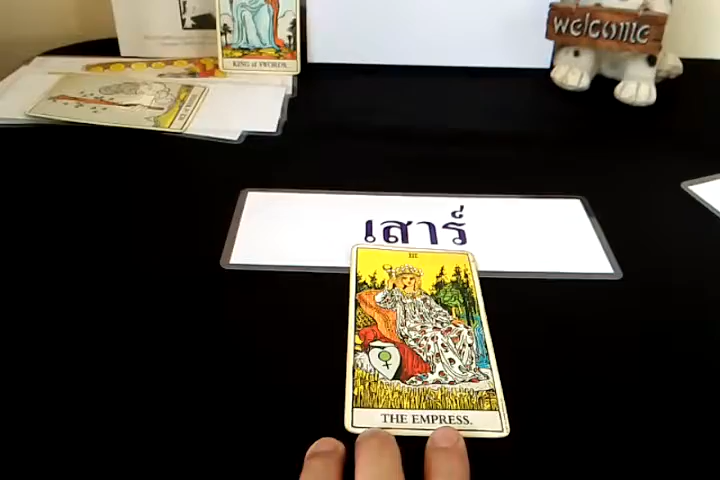 KING of SWORDS.
welcome
เสาร์
III
THE EMPRESS.